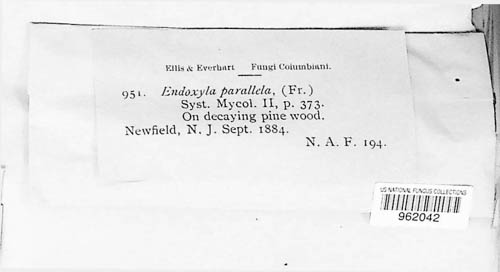 Ellis & Everhart Fungi Columbiani.
951. Endoxyla parallela, (Fr.)
Syst. Mycol. II, p. 373.
On decaying pine wood.
Newfield, N. J. Sept. 1884.
N. A. F. 194.
US NATIONAL FUNGUS COLLECTIONS
962042